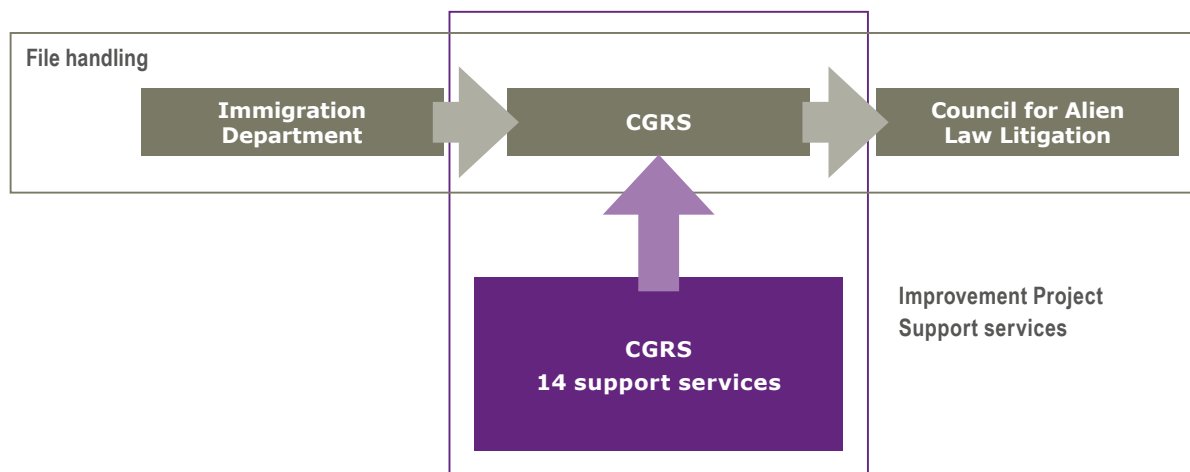 File handling
Immigration
Department
CGRS
Council for Alien
Law Litigation
Improvement Project
Support services
CGRS
14 support services